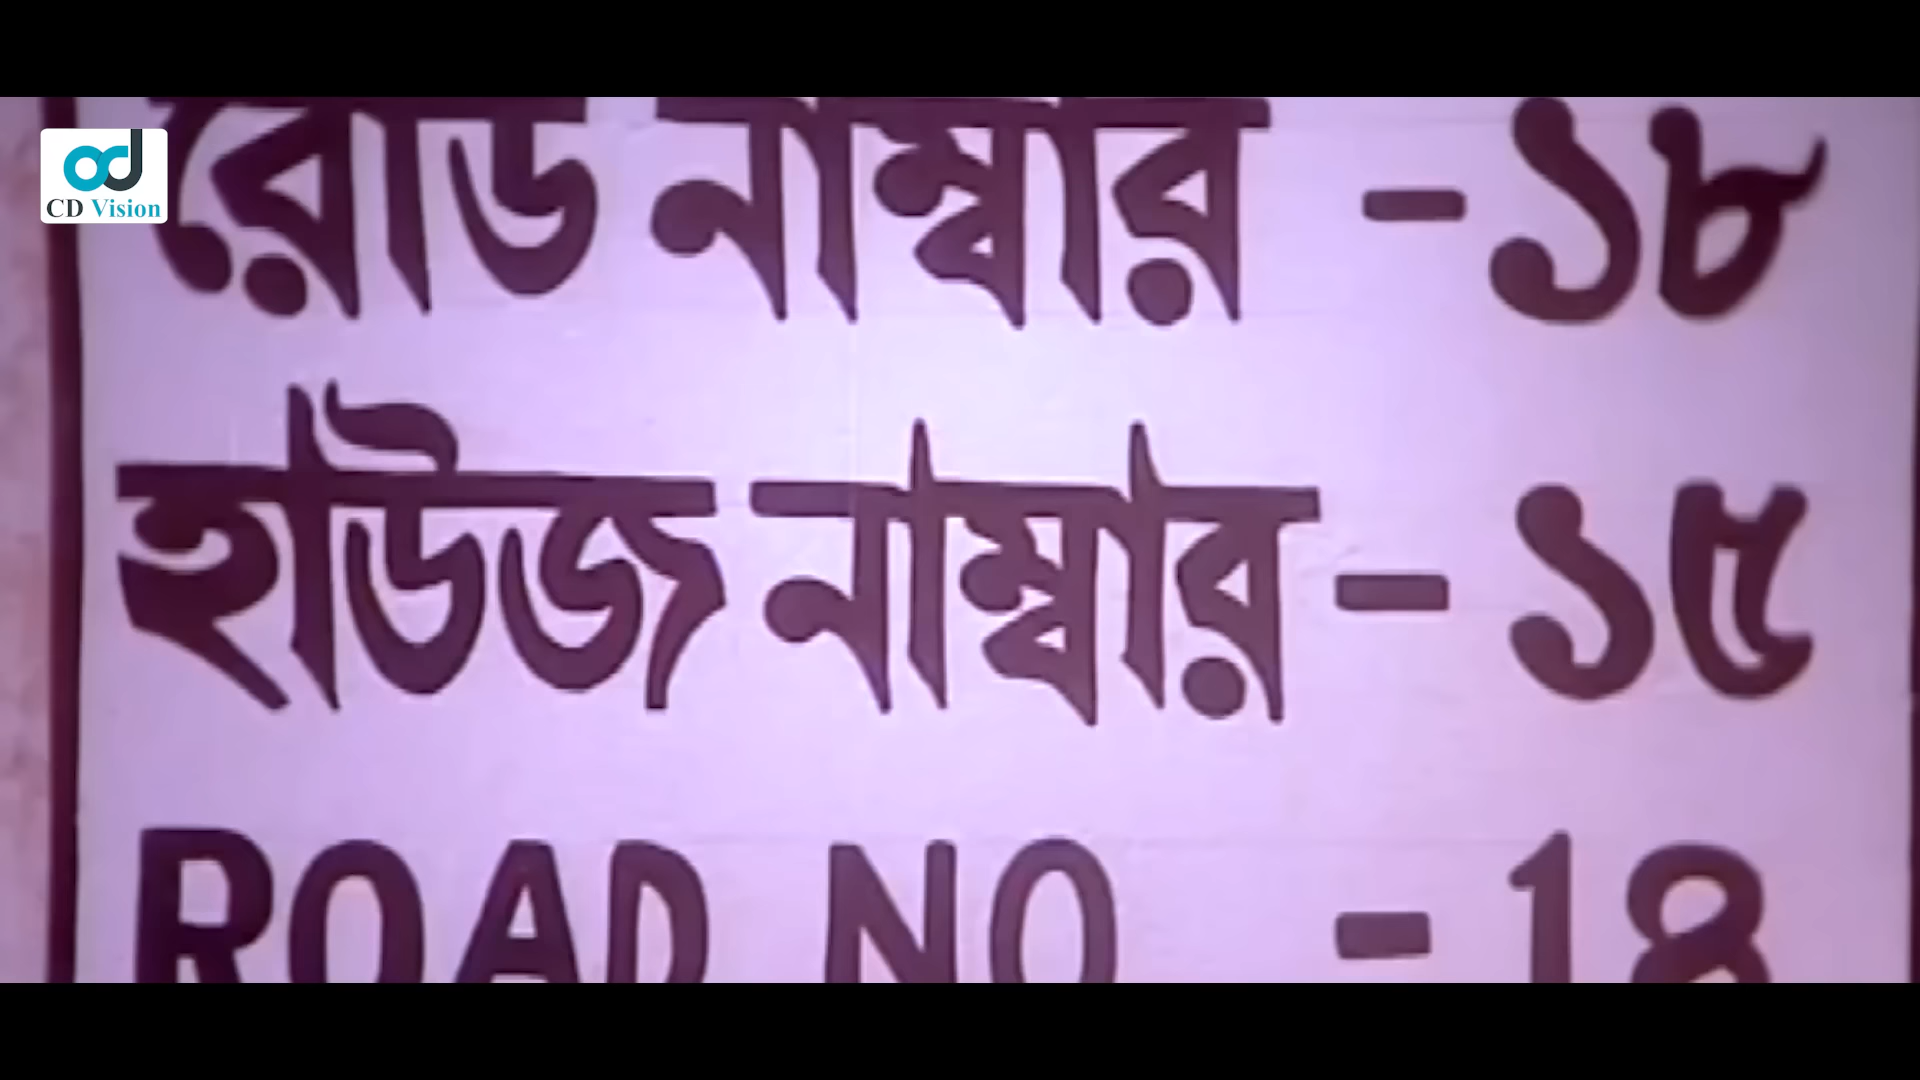 রোড নাম্বার - ১৮
CD Vision
হাউজ নাম্বার - ১৫
ROAD NO - 18